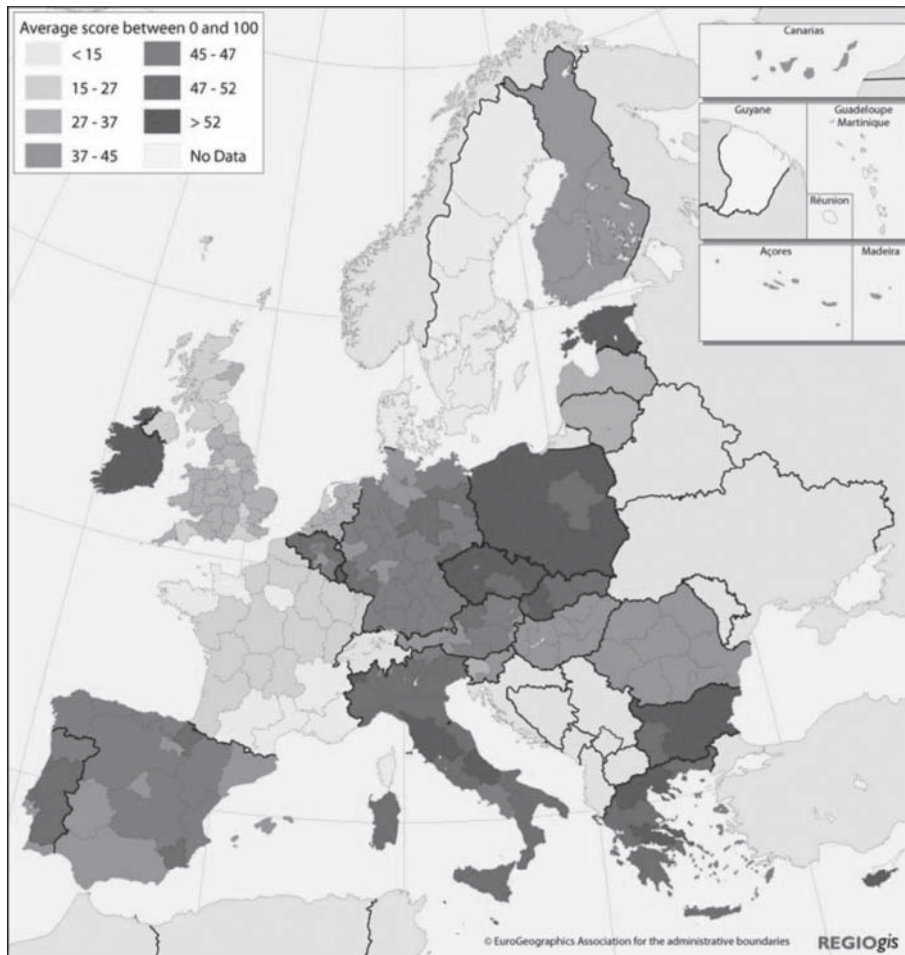 Average score between 0 and 100
< 15
15 - 27
27 - 37
37 - 45
45 - 47
47 - 52
> 52
No Data
Canarias
Guyane
Guadeloupe
Martinique
Réunion
Açores
Madeira
© EuroGeographics Association for the administrative boundaries
REGIOgis